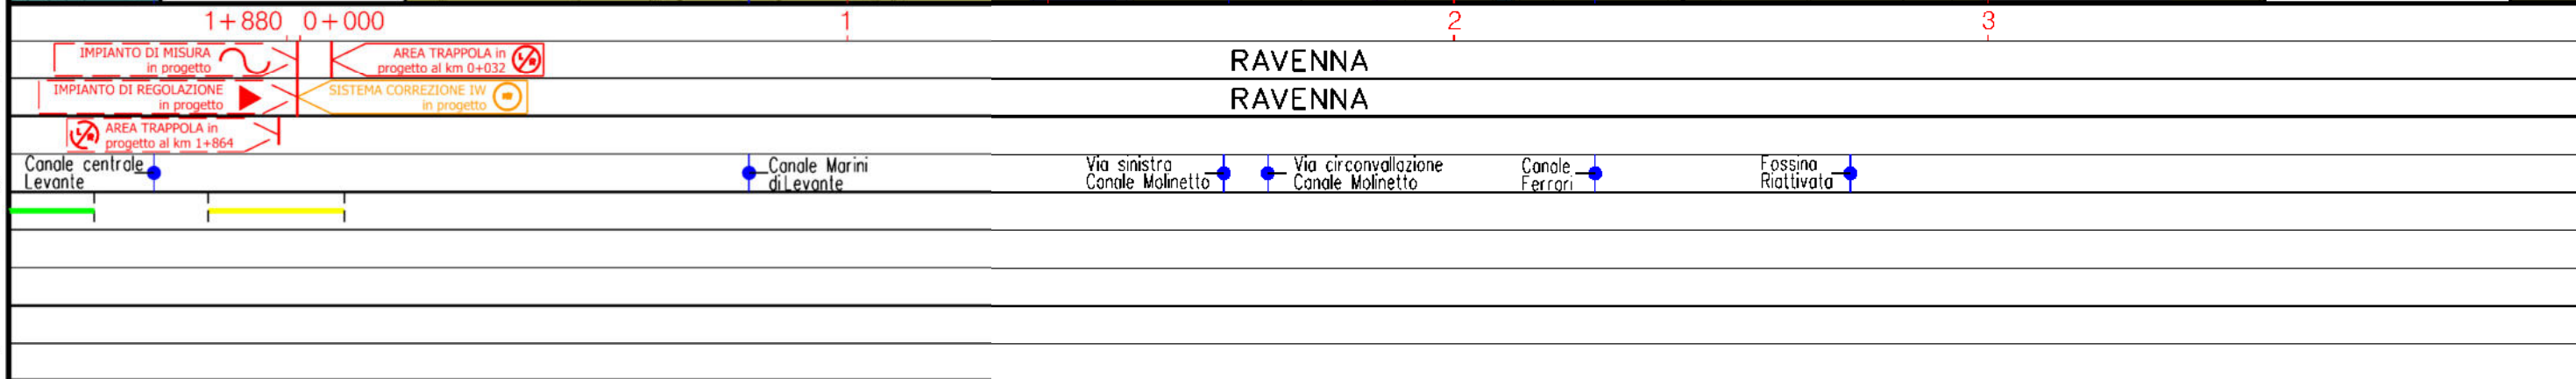 1+880 0+000 1 2 3
IMPIANTO DI MISURA
in progetto
AREA TRAPPOLA in
progetto al km 0+032
L/R
RAVENNA
IMPIANTO DI REGOLAZIONE
in progetto
SISTEMA CORREZIONE IW
in progetto
RAVENNA
L/R
AREA TRAPPOLA in
progetto al km 1+864
Canale centrale
Levante
Canale Marini
di Levante
Via sinistra
Canale Molinetto
Via circonvallazione
Canale Molinetto
Canale
Ferrari
Fossina
Riattivata